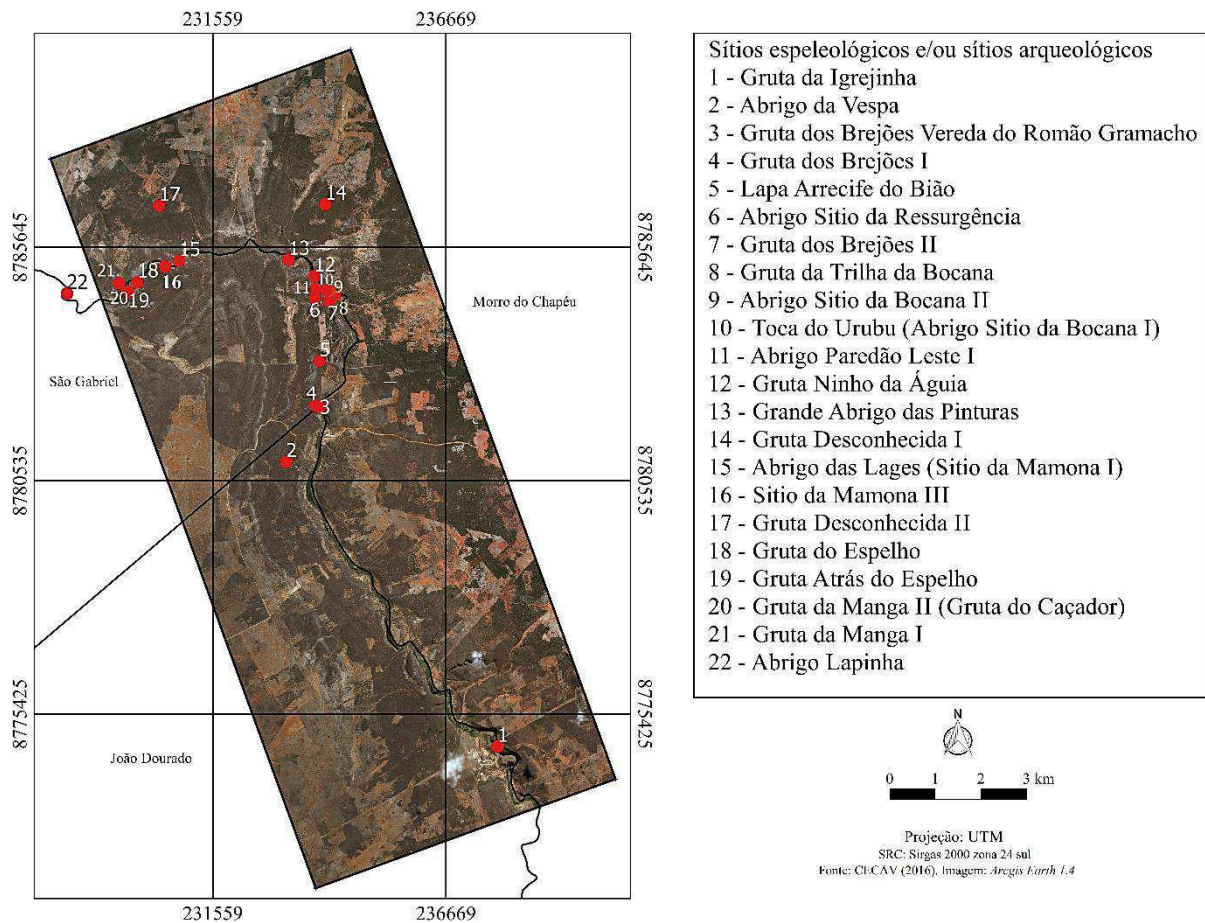 231559
236669
17
14
8785645
8785645
15
13
21
18
12
22
16
10
11
9
20
19
6
8
7
Morro do Chapéu
5
São Gabriel
4
3
2
8780535
8780535
8775425
8775425
1
João Dourado
231559
236669
Sítios espeleológicos e/ou sítios arqueológicos
1 - Gruta da Igrejinha
2 - Abrigo da Vespa
3 - Gruta dos Brejões Vereda do Romão Gramacho
4 - Gruta dos Brejões I
5 - Lapa Arrecife do Bião
6 - Abrigo Sitio da Ressurgência
7 - Gruta dos Brejões II
8 - Gruta da Trilha da Bocana
9 - Abrigo Sitio da Bocana II
10 - Toca do Urubu (Abrigo Sitio da Bocana I)
11 - Abrigo Paredão Leste I
12 - Gruta Ninho da Águia
13 - Grande Abrigo das Pinturas
14 - Gruta Desconhecida I
15 - Abrigo das Lages (Sitio da Mamona I)
16 - Sitio da Mamona III
17 - Gruta Desconhecida II
18 - Gruta do Espelho
19 - Gruta Atrás do Espelho
20 - Gruta da Manga II (Gruta do Caçador)
21 - Gruta da Manga I
22 - Abrigo Lapinha
N
0 1 2 3 km
Projeção: UTM
SRC: Sirgas 2000 zona 24 sul
Fonte: CECAV (2016). Imagem: Arcgis Earth 1.4